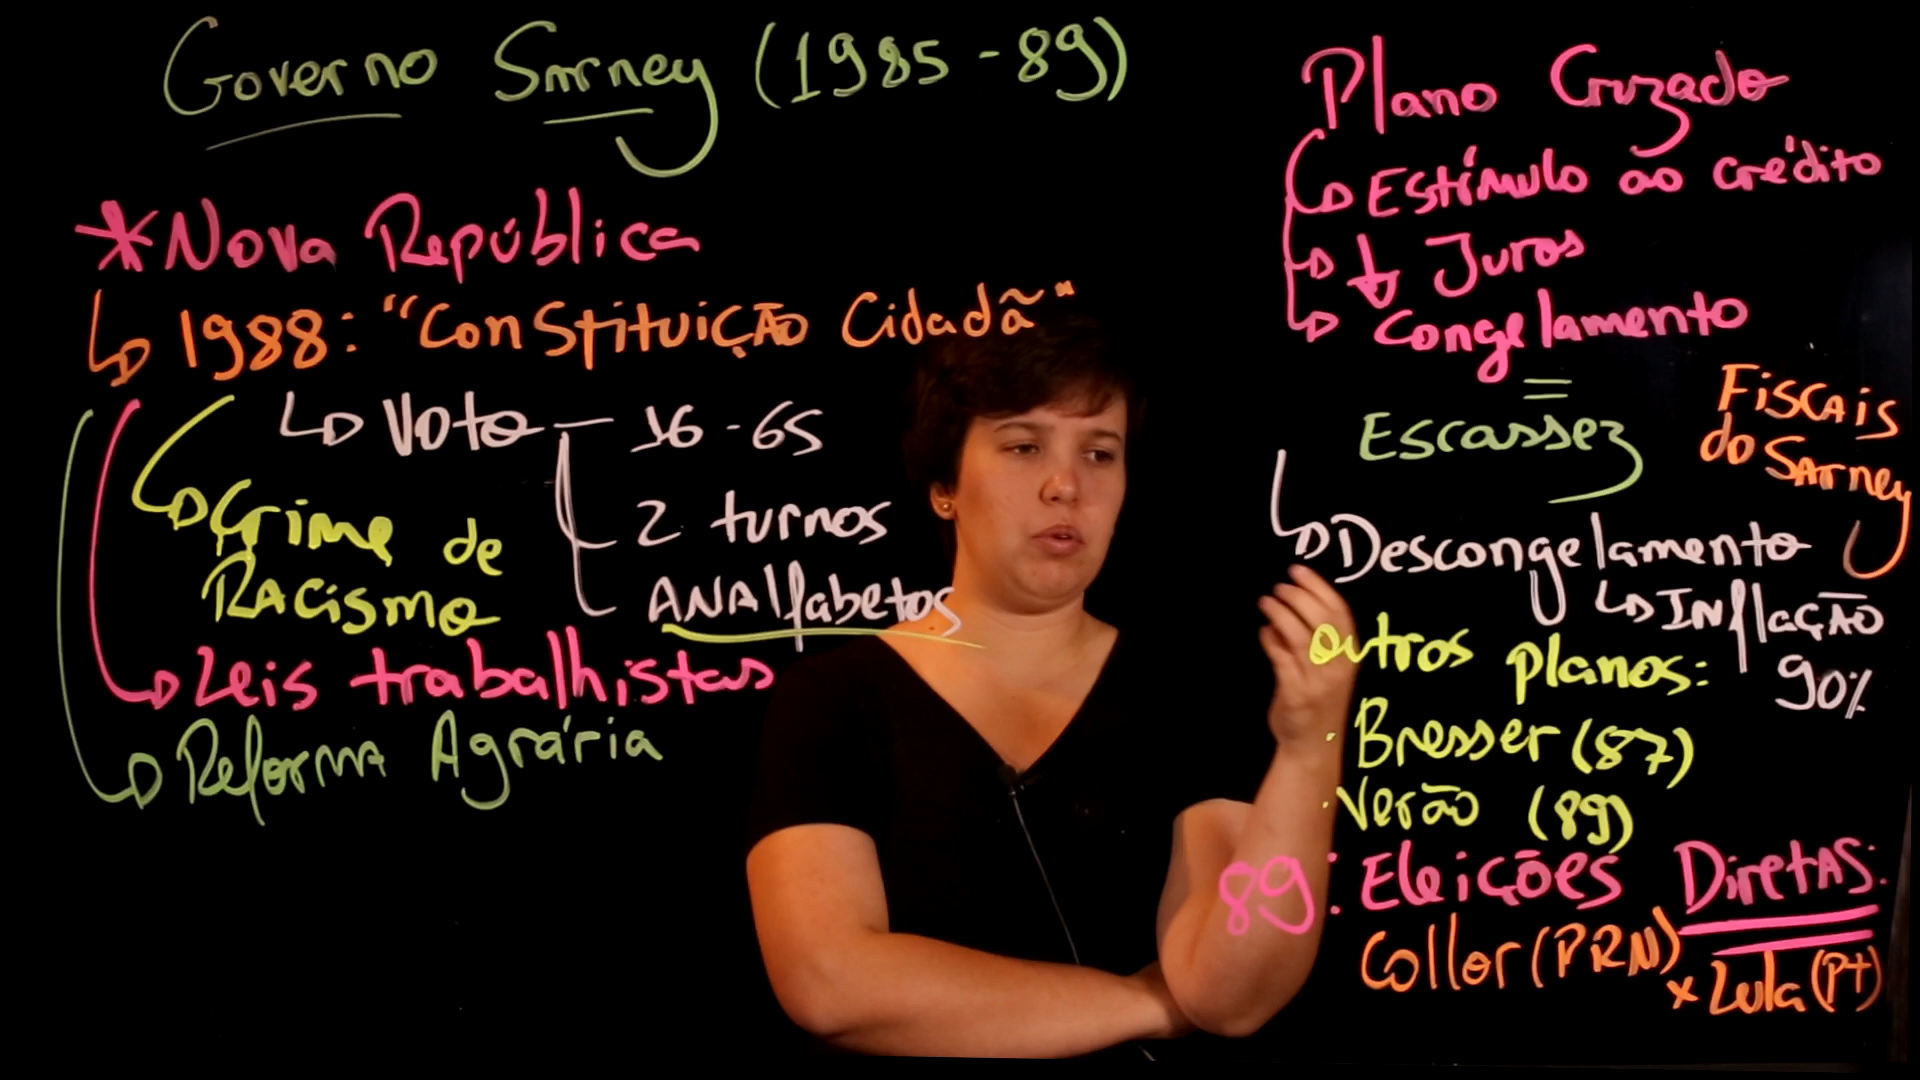 Governo Sarney (1985-89)
*Nova República
1988: "Constituição Cidadã"
Voto - 16-65
2 turnos
Analfabetos
Crime de
Racismo
Leis trabalhistas
Reforma Agrária
Plano Cruzado
Estímulo ao crédito
↓ Juros
Congelamento
=
Escassez
Fiscais
do Sarney
Descongelamento
Inflação
90%
outros planos:
· Bresser (87)
· Verão (89)
89: Eleições Diretas:
Collor (PRN)
x Lula (PT)